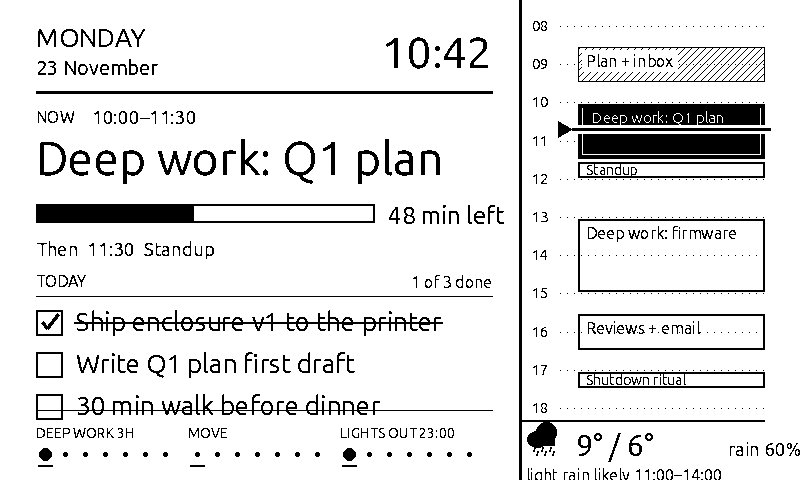 MONDAY
23 November
10:42
NOW 10:00–11:30
Deep work: Q1 plan
48 min left
Then 11:30 Standup
TODAY
1 of 3 done
Ship enclosure v1 to the printer
Write Q1 plan first draft
30 min walk before dinner
DEEP WORK 3H
MOVE
LIGHTS OUT 23:00
08
09
Plan + inbox
10
Deep work: Q1 plan
11
Standup
12
13
Deep work: firmware
14
15
16
Reviews + email
17
Shutdown ritual
18
9° / 6°
rain 60%
light rain likely 11:00–14:00